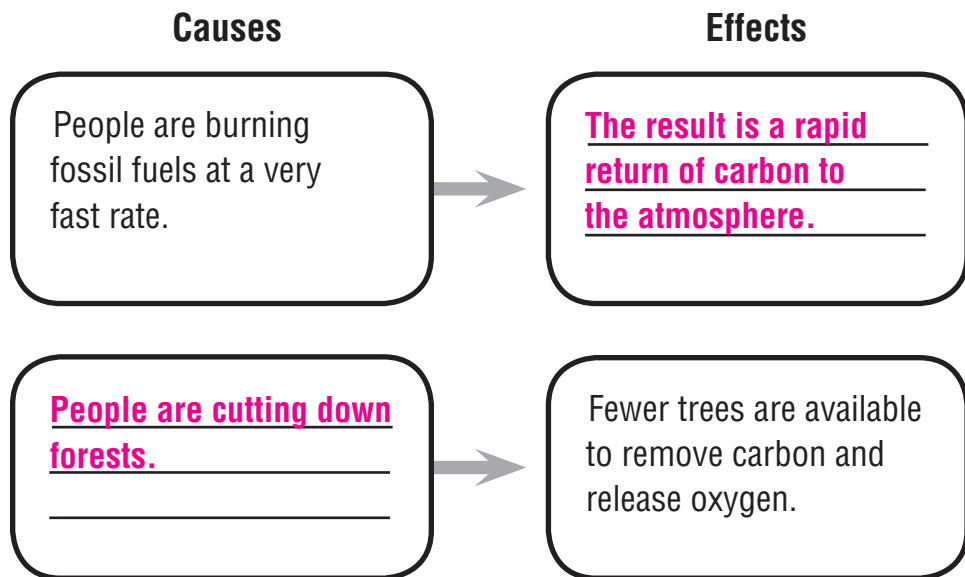 Causes
Effects
People are burning
fossil fuels at a very
fast rate.
The result is a rapid
return of carbon to
the atmosphere.
People are cutting down
forests.
Fewer trees are available
to remove carbon and
release oxygen.